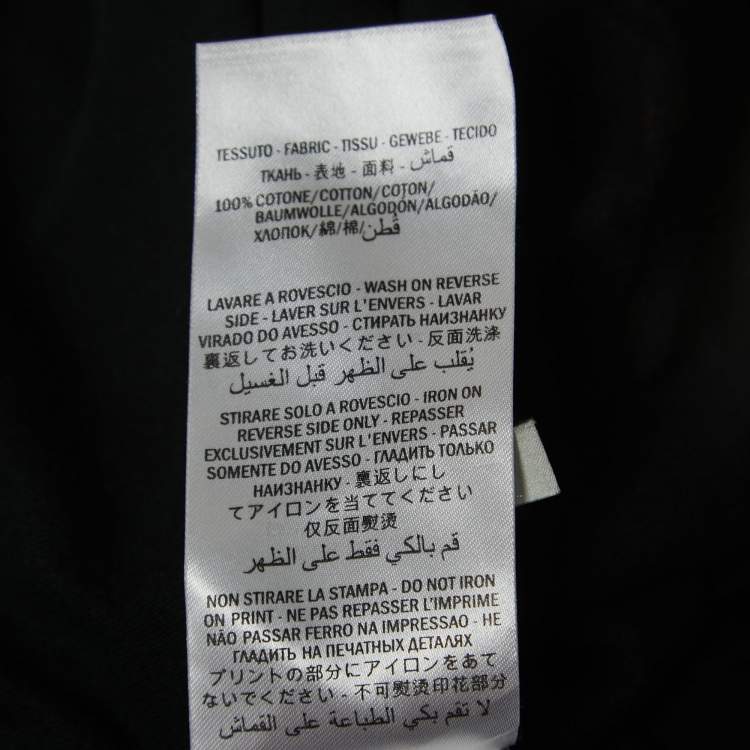 TESSUTO - FABRIC - TISSU - GEWEBE - TECIDO
ТКАНЬ - 表地 - 面料 - قماش
100% COTONE/COTTON/COTON/
BAUMWOLLE/ALGODÓN/ALGODÃO/
ХЛОПОК/綿/棉/قُطن
LAVARE A ROVESCIO - WASH ON REVERSE
SIDE - LAVER SUR L'ENVERS - LAVAR
VIRADO DO AVESSO - СТИРАТЬ НАИЗНАНКУ
裏返してお洗いください - 反面洗涤
يُقلب على الظهر قبل الغسيل
STIRARE SOLO A ROVESCIO - IRON ON
REVERSE SIDE ONLY - REPASSER
EXCLUSIVEMENT SUR L'ENVERS - PASSAR
SOMENTE DO AVESSO - ГЛАДИТЬ ТОЛЬКО
НАИЗНАНКУ - 裏返しにし
てアイロンを当ててください
仅反面熨烫
قم بالكي فقط على الظهر
NON STIRARE LA STAMPA - DO NOT IRON
ON PRINT - NE PAS REPASSER L'IMPRIME
NÃO PASSAR FERRO NA IMPRESSAO - НЕ
ГЛАДИТЬ НА ПЕЧАТНЫХ ДЕТАЛЯХ
プリントの部分にアイロンをあて
ないでください - 不可熨烫印花部分
لا تقم بكي الطباعة على القماش